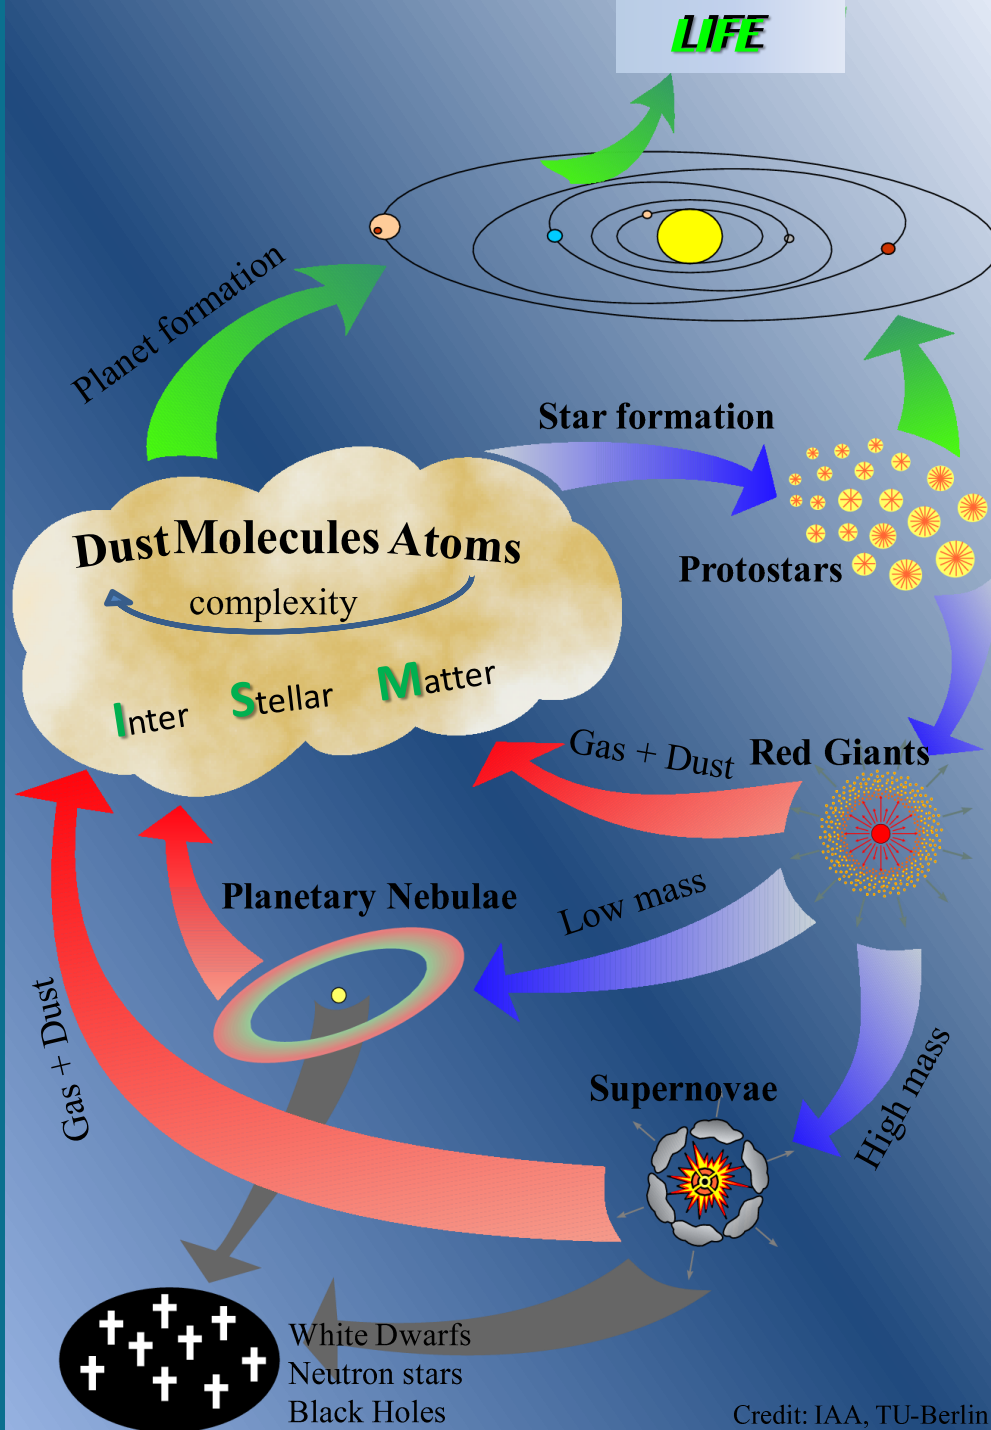 LIFE
Planet formation
Star formation
Dust Molecules Atoms
complexity
Protostars
Inter Stellar Matter
Gas + Dust
Red Giants
Planetary Nebulae
Low mass
Gas + Dust
High mass
Supernovae
White Dwarfs
Neutron stars
Black Holes
Credit: IAA, TU-Berlin